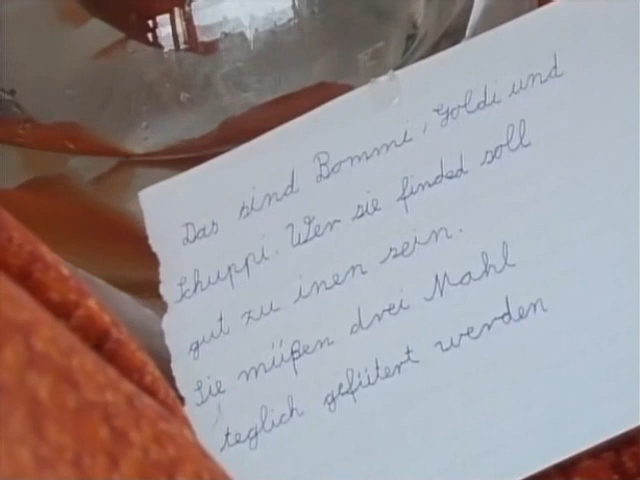 Das sind Bommi, Goldi und
Schuppi. Wer sie finded soll
gut zu inen sein.
Sie müßen drei Mahl
teglich gefütert werden